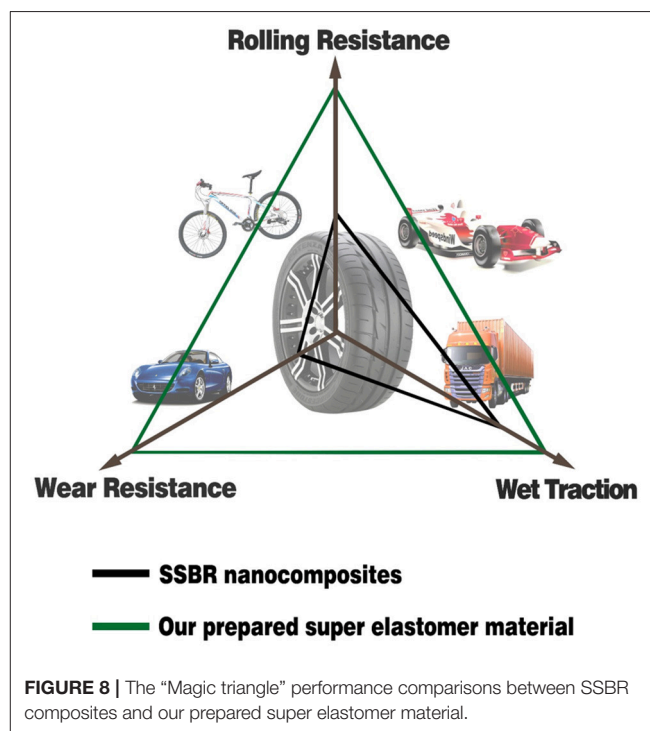 Rolling Resistance
Wear Resistance
Wet Traction
SSBR nanocomposites
Our prepared super elastomer material
FIGURE 8 | The “Magic triangle” performance comparisons between SSBR
composites and our prepared super elastomer material.